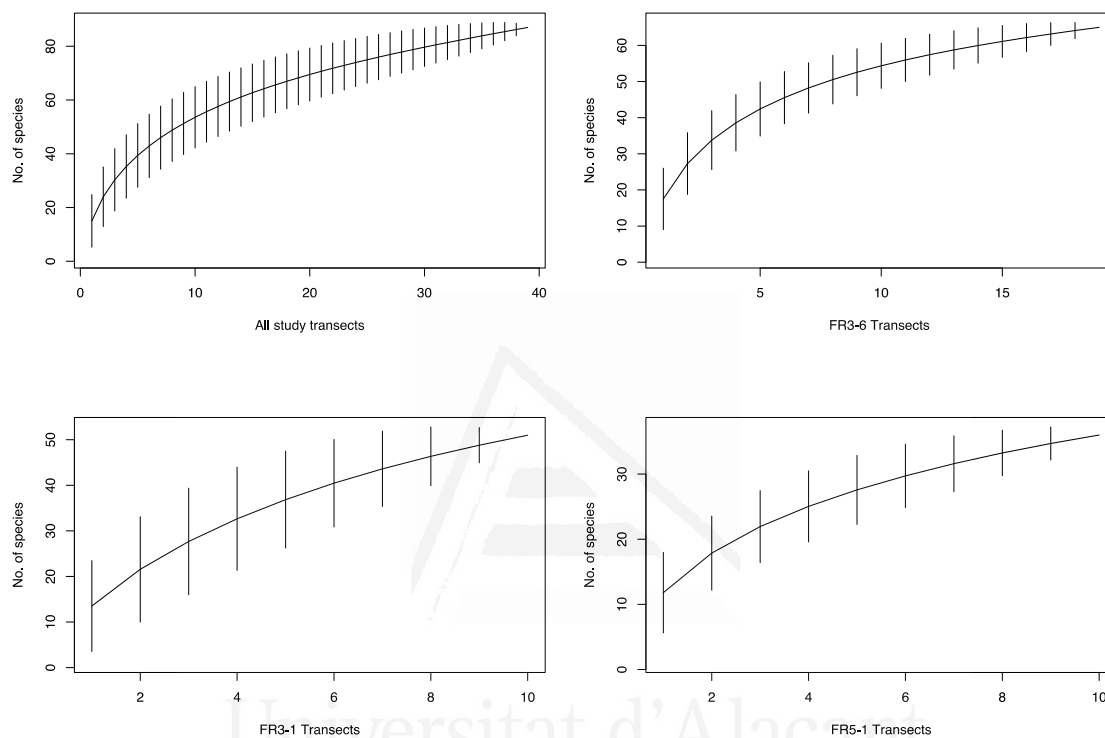 No. of species
80
60
40
20
0
0 10 20 30 40
All study transects
No. of species
60
50
40
30
20
10
0
5 10 15
FR3-6 Transects
No. of species
50
40
30
20
10
0
2 4 6 8 10
FR3-1 Transects
No. of species
30
20
10
0
2 4 6 8 10
FR5-1 Transects
Universitat d'Alacant